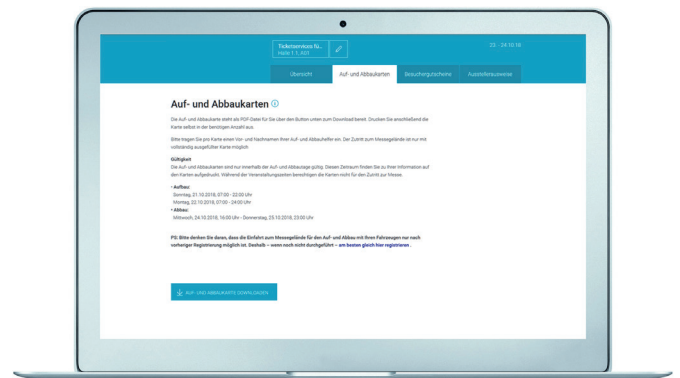 Ticketservices fü...
Halle 1.1, A01
23. - 24.10.18
Übersicht
Auf- und Abbaukarten
Besuchergutscheine
Ausstellerausweise
Auf- und Abbaukarten
Die Auf- und Abbaukarte steht als PDF-Datei für Sie über den Button unten zum Download bereit. Drucken Sie anschließend die
Karte selbst in der benötigen Anzahl aus.
Bitte tragen Sie pro Karte einen Vor- und Nachnamen Ihrer Auf- und Abbauhelfer ein. Der Zutritt zum Messegelände ist nur mit
vollständig ausgefüllter Karte möglich
Gültigkeit
Die Auf- und Abbaukarten sind nur innerhalb der Auf- und Abbautage gültig. Diesen Zeitraum finden Sie zu Ihrer Information auf
den Karten aufgedruckt. Während der Veranstaltungszeiten berechtigen die Karten nicht für den Zutritt zur Messe.
• Aufbau:
Sonntag, 21.10.2018, 07:00 - 22:00 Uhr
Montag, 22.10.2018, 07:00 - 24:00 Uhr
• Abbau:
Mittwoch, 24.10.2018, 16:00 Uhr - Donnerstag, 25.10.2018, 23:00 Uhr
PS: Bitte denken Sie daran, dass die Einfahrt zum Messegelände für den Auf- und Abbau mit Ihren Fahrzeugen nur nach
vorheriger Registrierung möglich ist. Deshalb – wenn noch nicht durchgeführt – am besten gleich hier registrieren .
AUF- UND ABBAUKARTE DOWNLOADEN